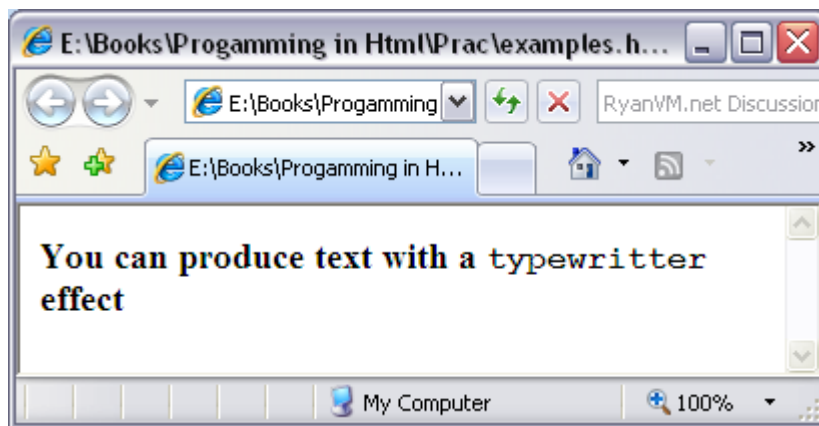 E:\Books\Progamming in Html\Prac\examples.h...
E:\Books\Progamming
RyanVM.net Discussion
E:\Books\Progamming in H...
You can produce text with a typewritter
effect
My Computer
100%